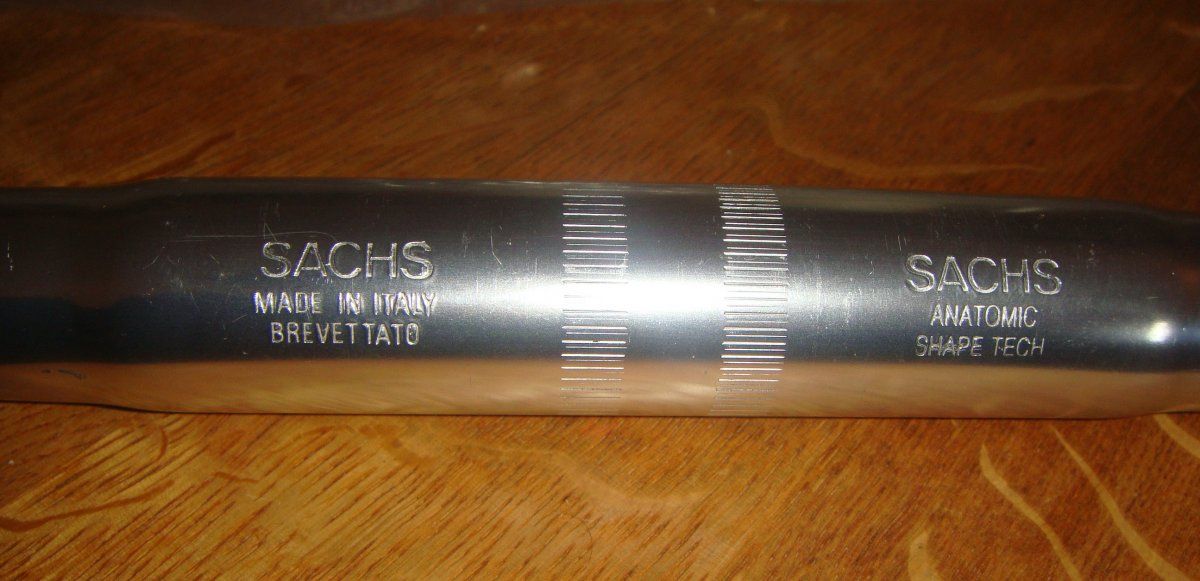 SACHS
MADE IN ITALY
BREVETTATO
SACHS
ANATOMIC
SHAPE TECH